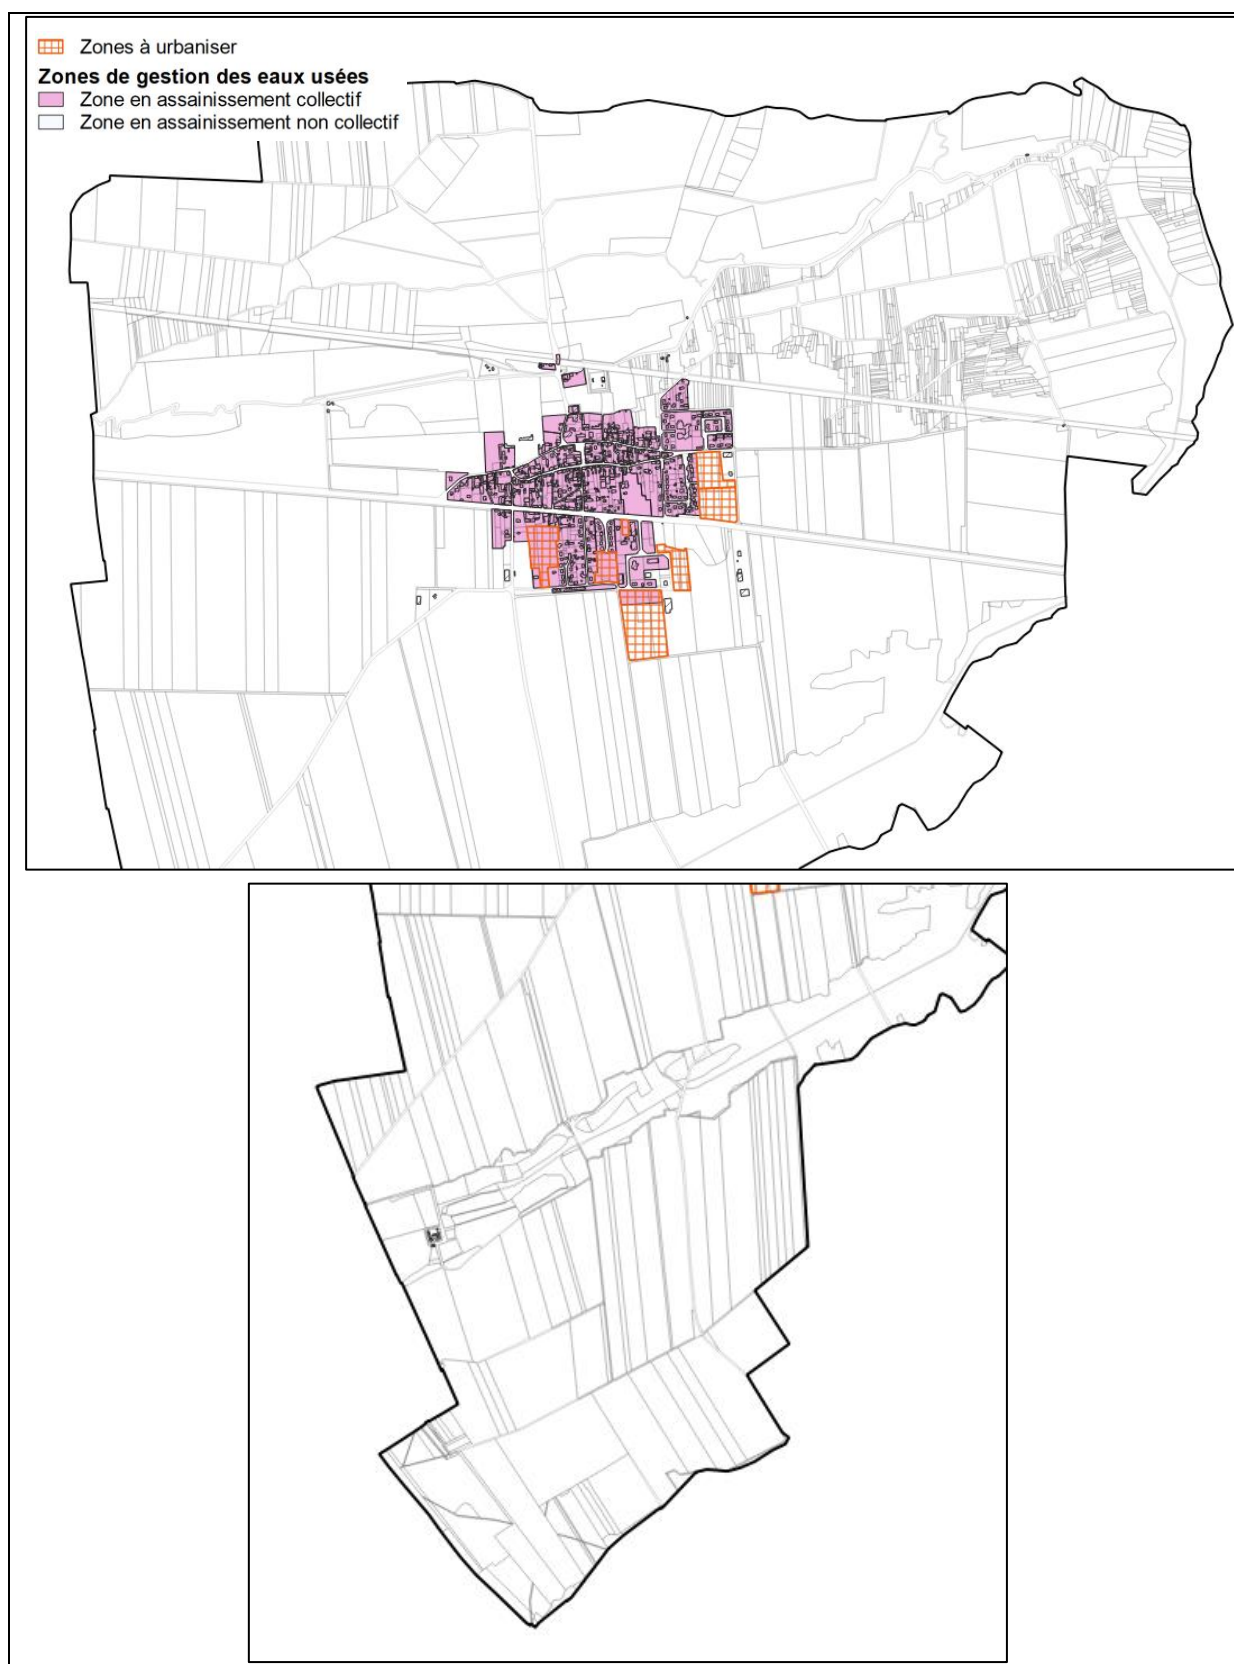 Zones à urbaniser
Zones de gestion des eaux usées
Zone en assainissement collectif
Zone en assainissement non collectif